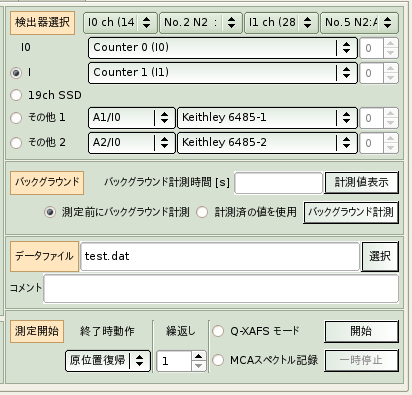 検出器選択 I0 ch (14 No.2 N2 : I1 ch (28 No.5 N2:A
I0 Counter 0 (I0) 0
I Counter 1 (I1) 0
19ch SSD
その他 1 A1/I0 Keithley 6485-1 0
その他 2 A2/I0 Keithley 6485-2 0
バックグラウンド バックグラウンド計測時間 [s] 計測値表示
測定前にバックグラウンド計測 計測済の値を使用 バックグラウンド計測
データファイル test.dat 選択
コメント
測定開始 終了時動作 繰返し Q-XAFS モード 開始
原位置復帰 1 MCAスペクトル記録 一時停止